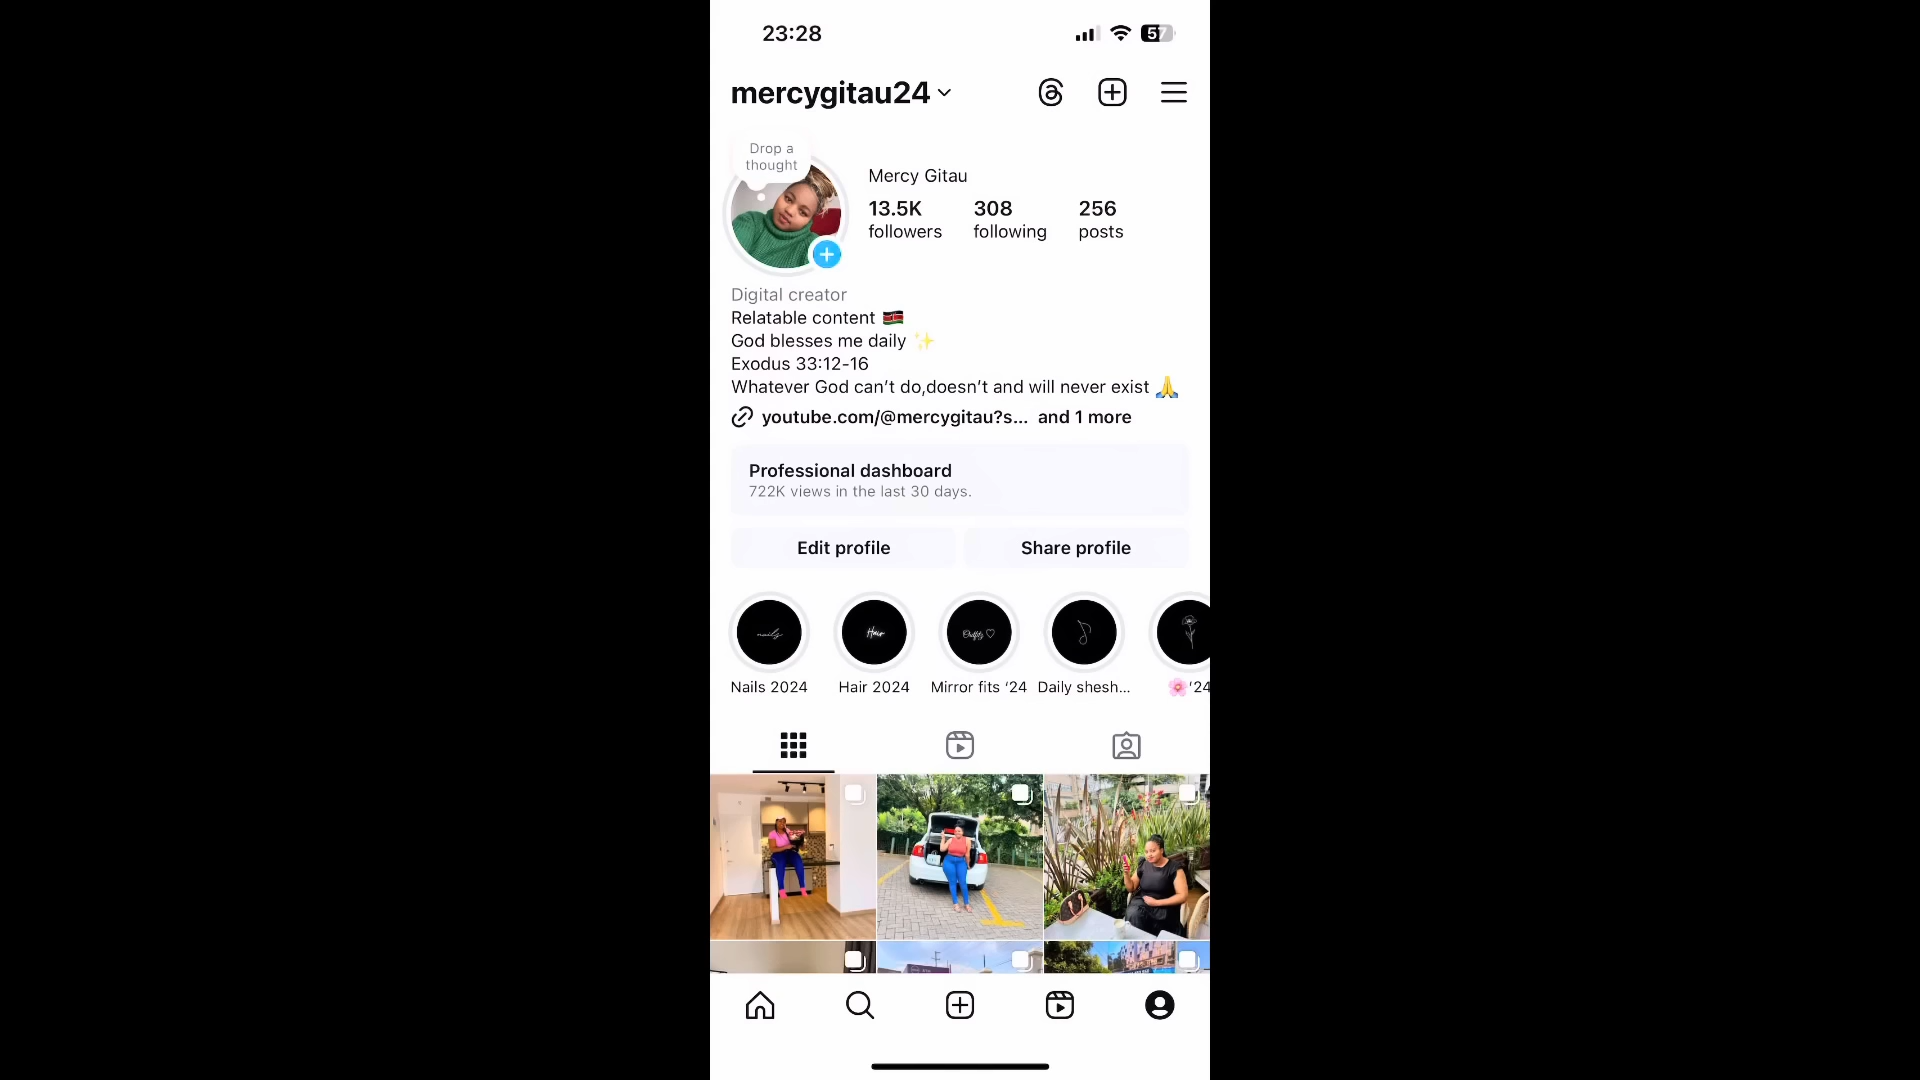 23:28
57
mercygitau24
Drop a
thought
Mercy Gitau
13.5K 308 256
followers following posts
Digital creator
Relatable content 🇰🇪
God blesses me daily ✨
Exodus 33:12-16
Whatever God can’t do,doesn’t and will never exist 🙏
youtube.com/@mercygitau?s... and 1 more
Professional dashboard
722K views in the last 30 days.
Edit profile Share profile
nails Hair Outfits ♡
Nails 2024 Hair 2024 Mirror fits ‘24 Daily shesh... 🌸‘24